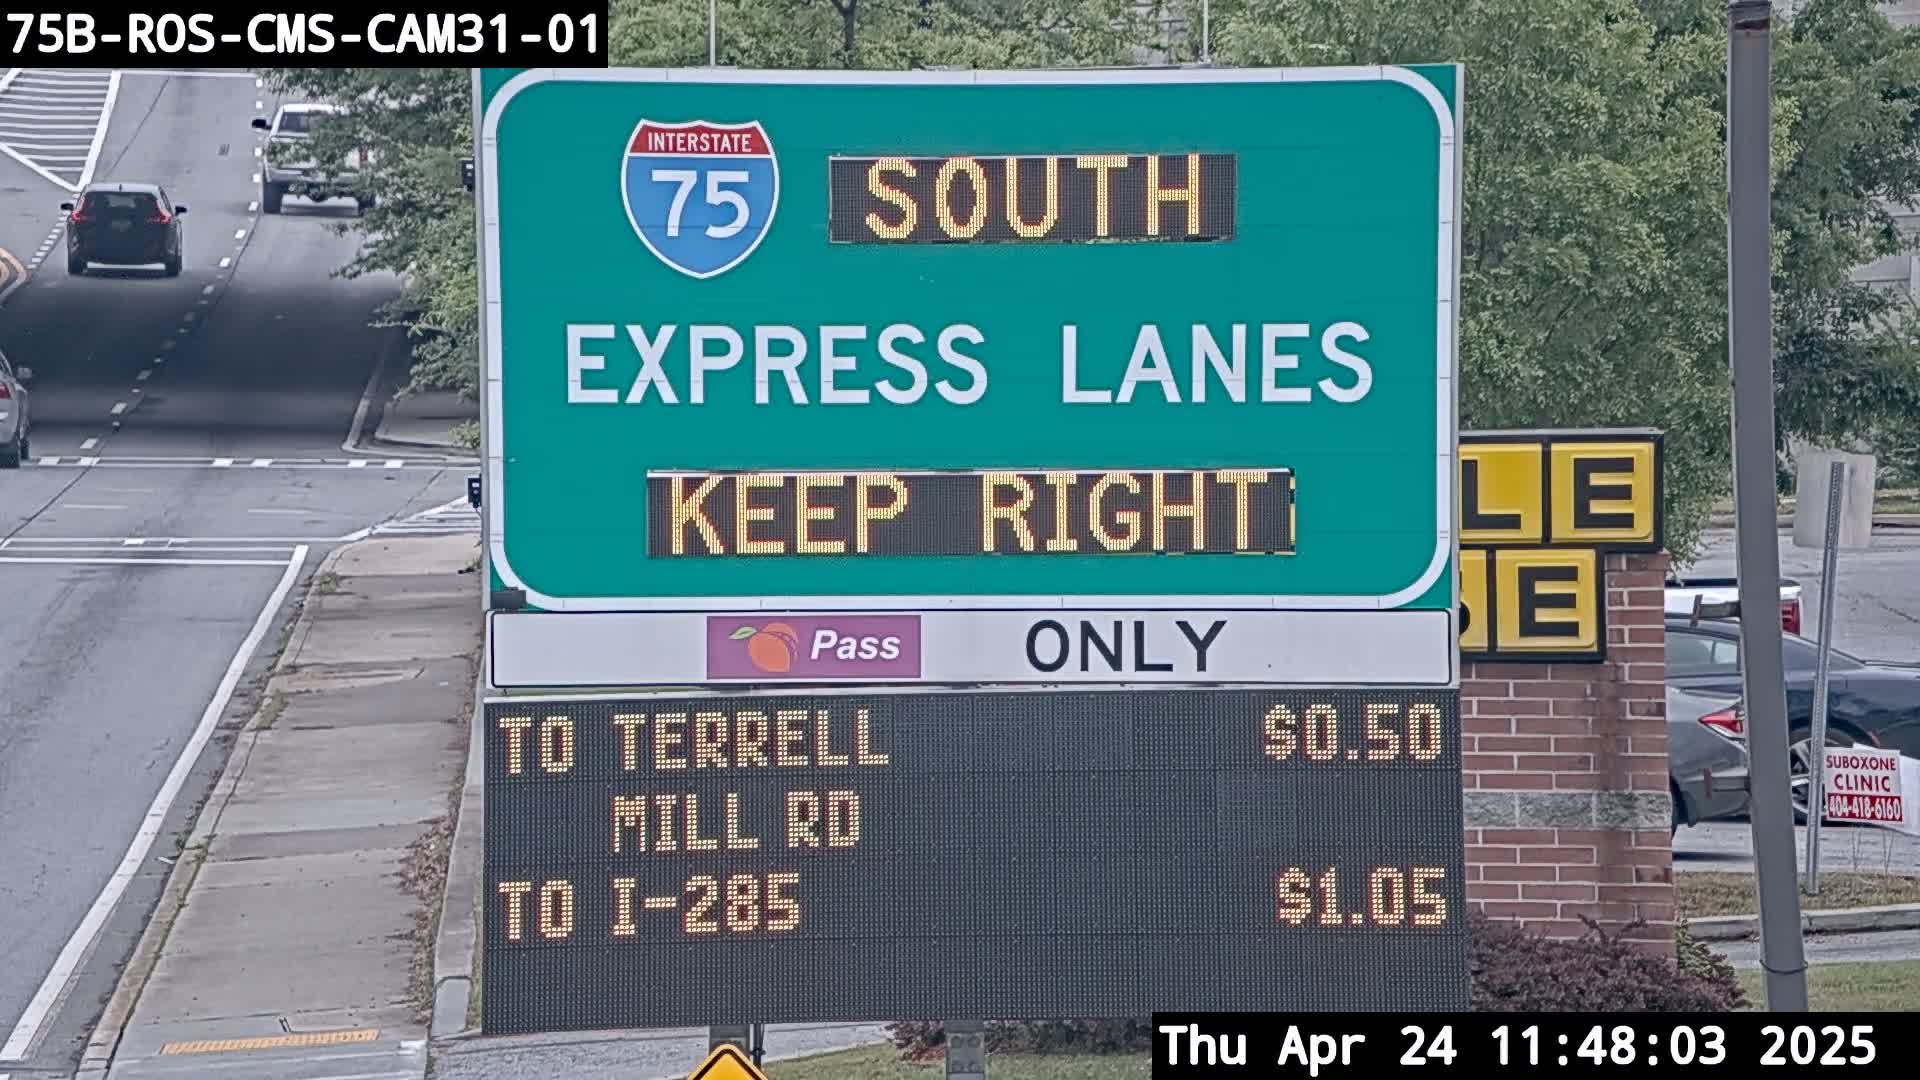 75B-ROS-CMS-CAM31-01
INTERSTATE
75
SOUTH
EXPRESS LANES
KEEP RIGHT
Pass ONLY
TO TERRELL $0.50
MILL RD
TO I-285 $1.05
LE
E
SUBOXONE
CLINIC
404-418-6160
Thu Apr 24 11:48:03 2025